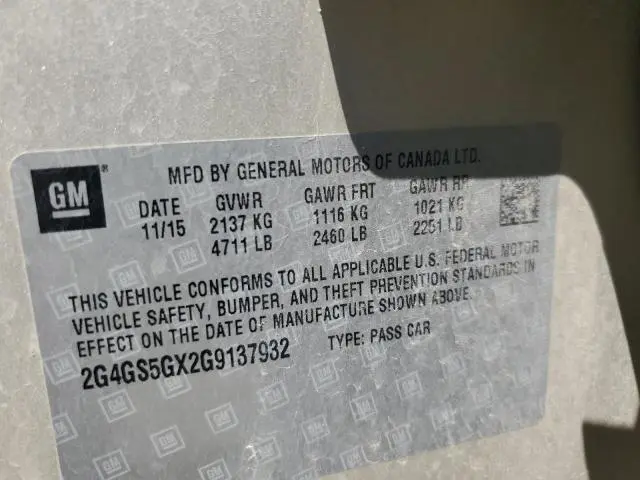 GM
MFD BY GENERAL MOTORS OF CANADA LTD.
DATE GVWR GAWR FRT GAWR RR
11/15 2137 KG 1116 KG 1021 KG
4711 LB 2460 LB 2251 LB
THIS VEHICLE CONFORMS TO ALL APPLICABLE U.S. FEDERAL MOTOR
VEHICLE SAFETY, BUMPER, AND THEFT PREVENTION STANDARDS IN
EFFECT ON THE DATE OF MANUFACTURE SHOWN ABOVE.
2G4GS5GX2G9137932 TYPE: PASS CAR